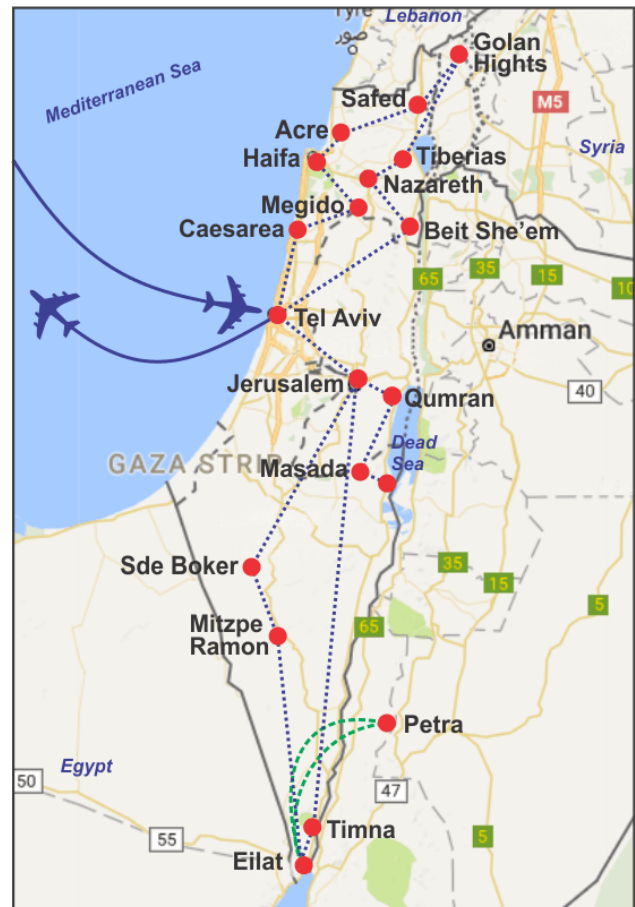 Tyre
صور
Lebanon
Golan
Hights
Mediterranean Sea
Safed
M5
Acre
Syria
Haifa
Tiberias
Nazareth
Megido
Caesarea
Beit She'em
65
35
15
10
Tel Aviv
Amman
Jerusalem
Qumran
40
GAZA STRIP
Dead
Sea
Masada
Sde Boker
35
15
5
Mitzpe
Ramon
65
Petra
Egypt
50
47
Timna
55
5
Eilat